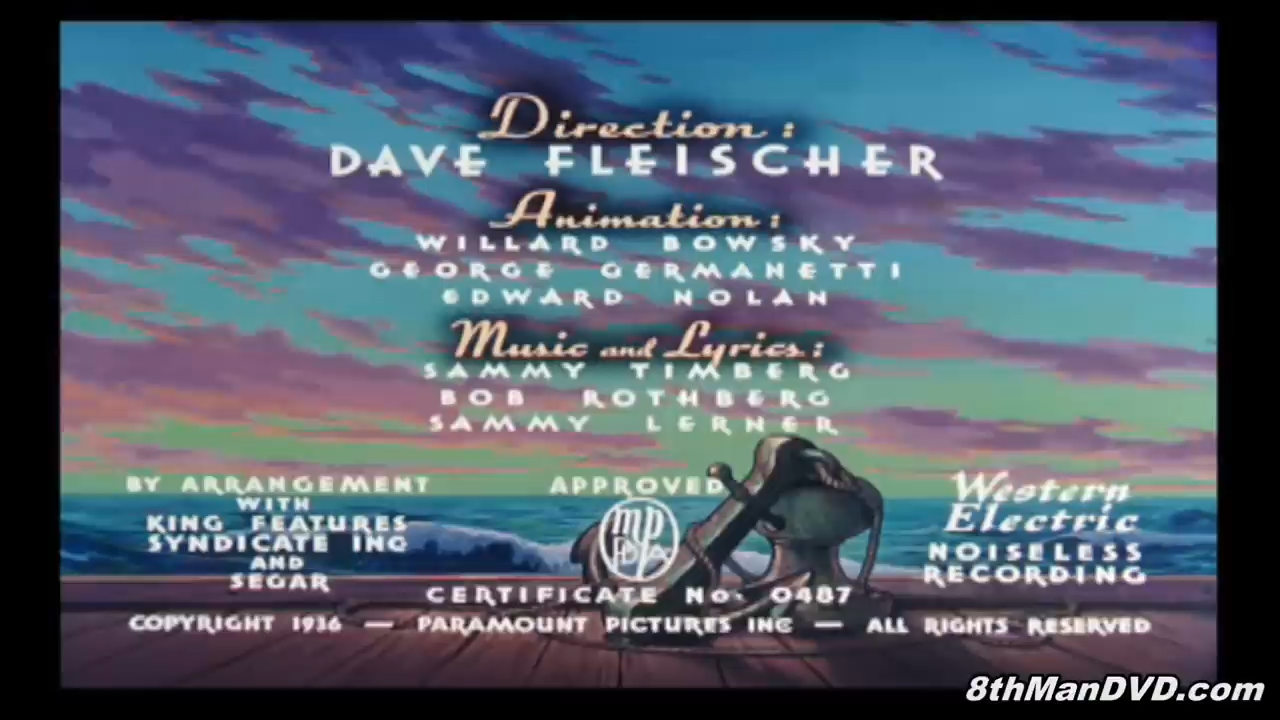 Direction:
DAVE FLEISCHER
Animation:
WILLARD BOWSKY
GEORGE GERMANETTI
EDWARD NOLAN
Music and Lyrics:
SAMMY TIMBERG
BOB ROTHBERG
SAMMY LERNER
BY ARRANGEMENT
WITH
KING FEATURES
SYNDICATE INC
AND
SEGAR
APPROVED
MPPDA
CERTIFICATE No. 0487
Western
Electric
NOISELESS
RECORDING
COPYRIGHT 1936 — PARAMOUNT PICTURES INC — ALL RIGHTS RESERVED
8thManDVD.com